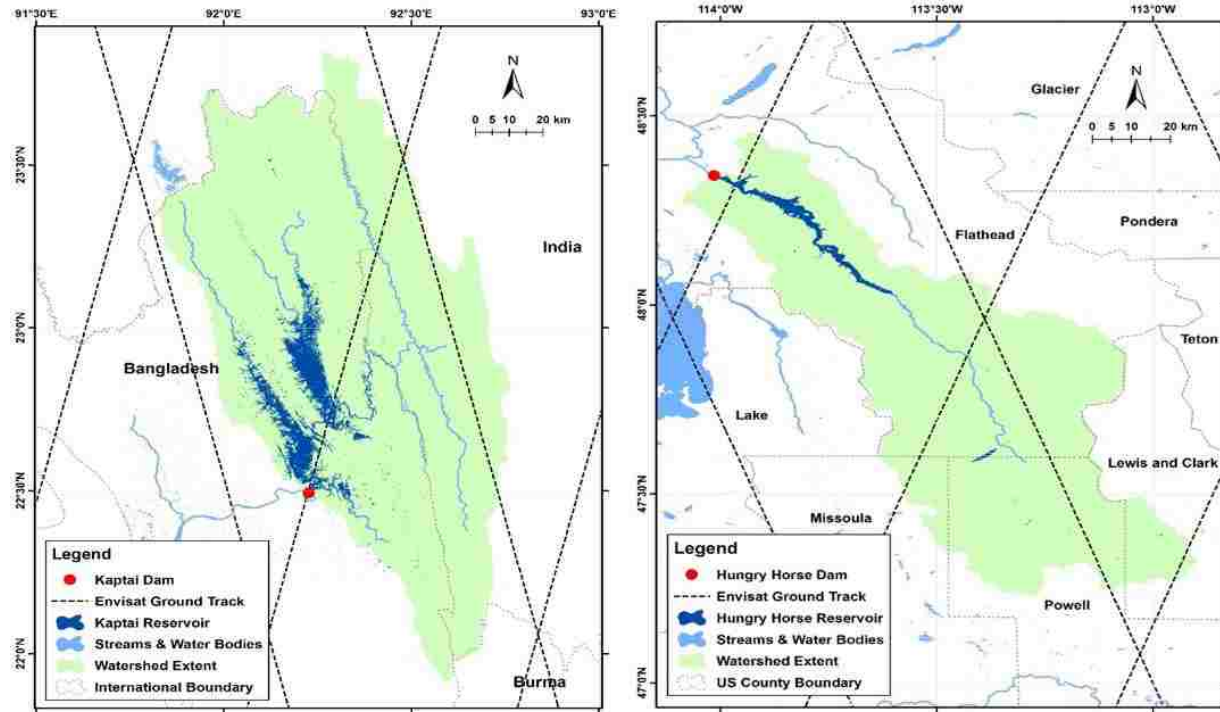 91°30'E 92°0'E 92°30'E 93°0'E
23°30'N
23°0'N
22°30'N
22°0'N
N
0 5 10 20 km
India
Bangladesh
Burma
Legend
Kaptai Dam
Envisat Ground Track
Kaptai Reservoir
Streams & Water Bodies
Watershed Extent
International Boundary
114°0'W 113°30'W 113°0'W
48°30'N
48°0'N
47°30'N
47°0'N
Glacier
N
0 5 10 20 km
Pondera
Flathead
Teton
Lake
Lewis and Clark
Missoula
Powell
Legend
Hungry Horse Dam
Envisat Ground Track
Hungry Horse Reservoir
Streams & Water Bodies
Watershed Extent
US County Boundary